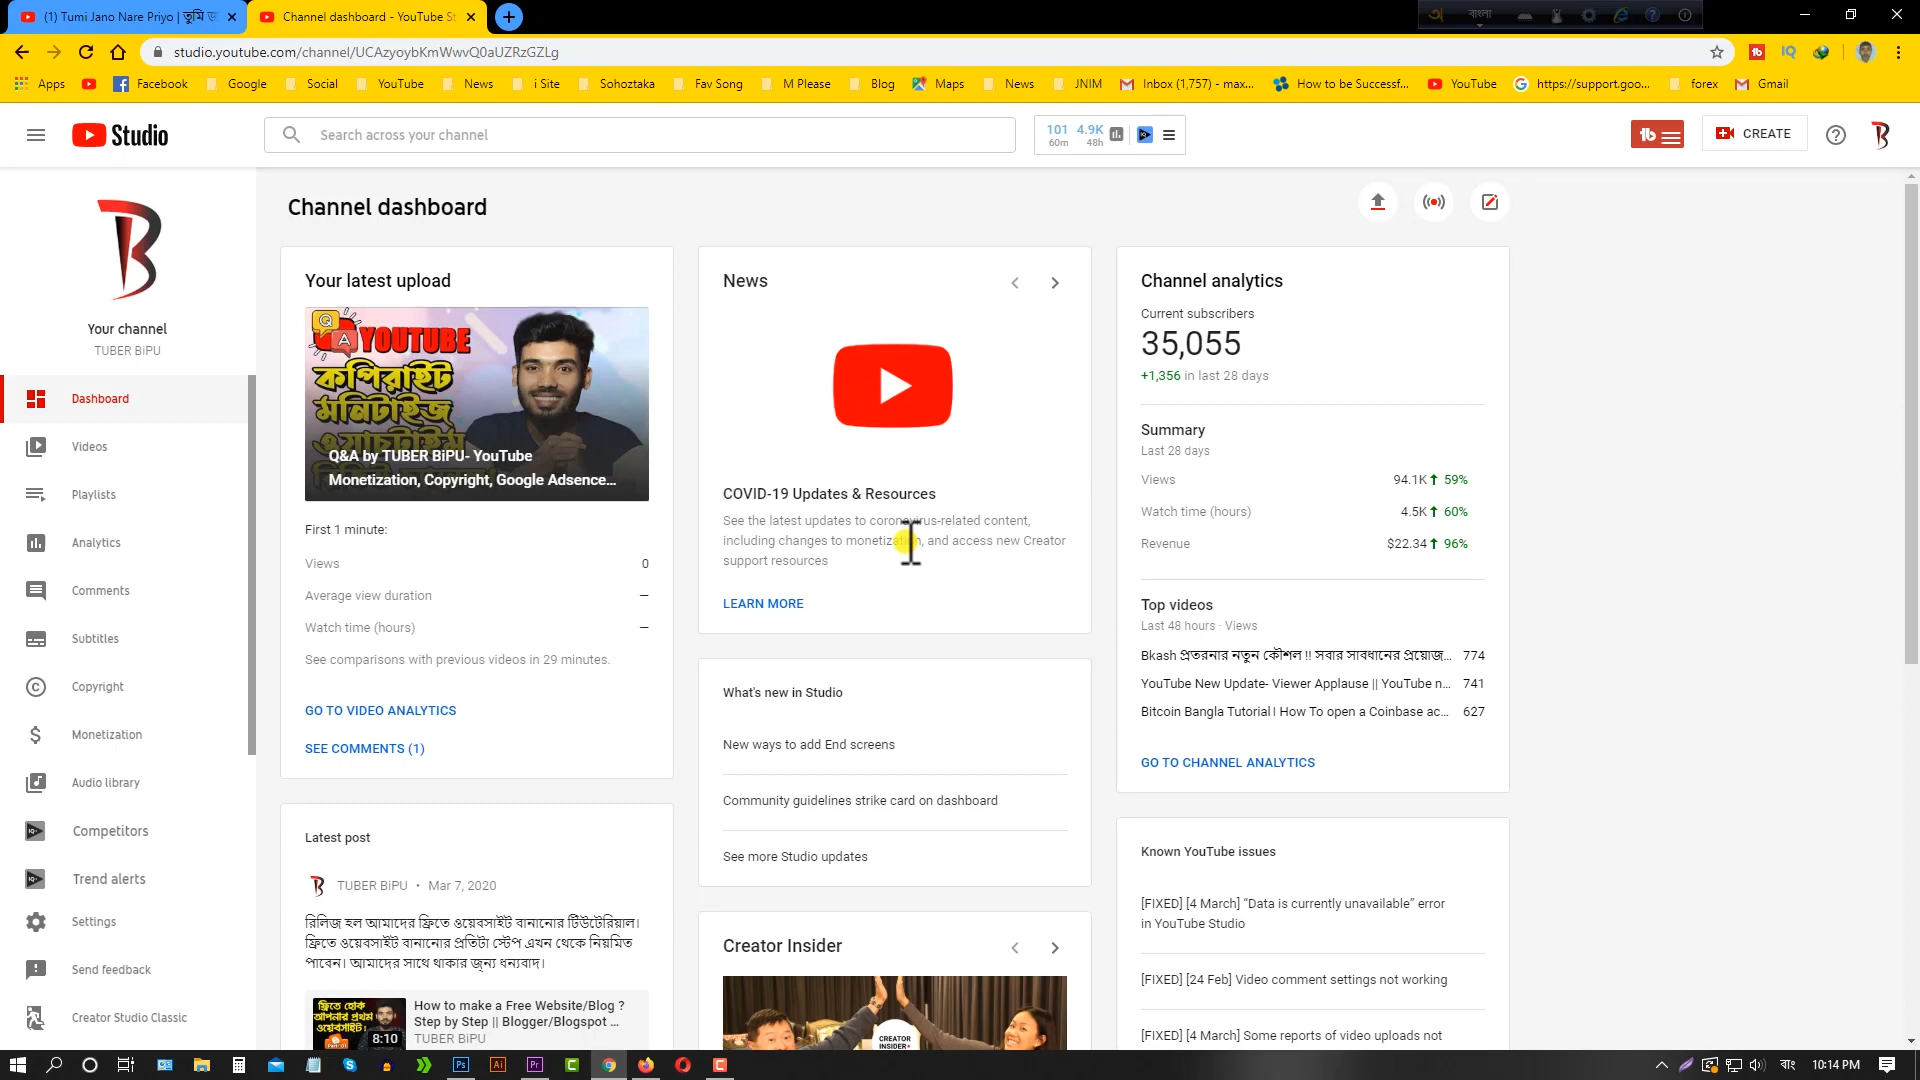 (1) Tumi Jano Nare Priyo | তুমি
Channel dashboard - YouTube St
বাংলা
studio.youtube.com/channel/UCAzyoybKmWwvQ0aUZRzGZLg
Apps
Facebook
Google
Social
YouTube
News
i Site
Sohoztaka
Fav Song
M Please
Blog
Maps
News
JNIM
Inbox (1,757) - max...
How to be Successf...
YouTube
https://support.goo...
forex
Gmail
Studio
Search across your channel
101 4.9K
60m 48h
CREATE
Your channel
TUBER BiPU
Dashboard
Videos
Playlists
Analytics
Comments
Subtitles
Copyright
Monetization
Audio library
Competitors
Trend alerts
Settings
Send feedback
Creator Studio Classic
Channel dashboard
Your latest upload
Q
A
YOUTUBE
কপিরাইট
মনিটাইজ
ওয়াচটাইম
Q&A by TUBER BiPU- YouTube
Monetization, Copyright, Google Adsence...
First 1 minute:
Views 0
Average view duration –
Watch time (hours) –
See comparisons with previous videos in 29 minutes.
GO TO VIDEO ANALYTICS
SEE COMMENTS (1)
Latest post
TUBER BiPU • Mar 7, 2020
রিলিজ হল আমাদের ফ্রিতে ওয়েবসাইট বানানোর টিউটেরিয়াল।
ফ্রিতে ওয়েবসাইট বানানোর প্রতিটা স্টেপ এখন থেকে নিয়মিত
পাবেন। আমাদের সাথে থাকার জন্য ধন্যবাদ।
ফ্রিতে হোক
আপনার প্রথম
ওয়েবসাইট!
8:10
How to make a Free Website/Blog ?
Step by Step || Blogger/Blogspot ...
TUBER BiPU
News
COVID-19 Updates & Resources
See the latest updates to coronavirus-related content,
including changes to monetization, and access new Creator
support resources
LEARN MORE
What's new in Studio
New ways to add End screens
Community guidelines strike card on dashboard
See more Studio updates
Creator Insider
CREATOR
INSIDER
Channel analytics
Current subscribers
35,055
+1,356 in last 28 days
Summary
Last 28 days
Views 94.1K 59%
Watch time (hours) 4.5K 60%
Revenue $22.34 96%
Top videos
Last 48 hours · Views
Bkash প্রতরনার নতুন কৌশল !! সবার সাবধানের প্রয়োজ... 774
YouTube New Update- Viewer Applause || YouTube n... 741
Bitcoin Bangla Tutorial। How To open a Coinbase ac... 627
GO TO CHANNEL ANALYTICS
Known YouTube issues
[FIXED] [4 March] “Data is currently unavailable” error
in YouTube Studio
[FIXED] [24 Feb] Video comment settings not working
[FIXED] [4 March] Some reports of video uploads not
বাং
10:14 PM